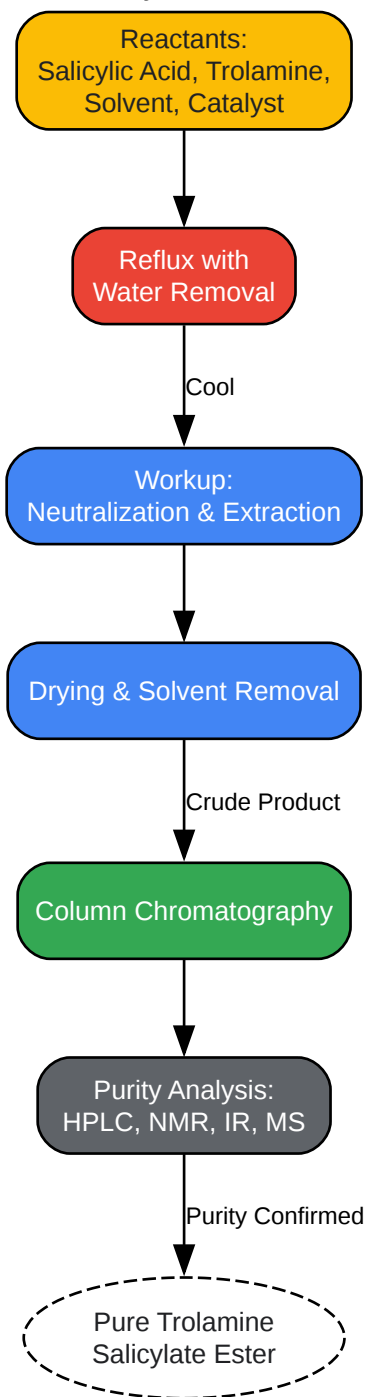 Reactants:
Salicylic Acid, Trolamine,
Solvent, Catalyst
Reflux with
Water Removal
Cool
Workup:
Neutralization & Extraction
Drying & Solvent Removal
Crude Product
Column Chromatography
Purity Analysis:
HPLC, NMR, IR, MS
Purity Confirmed
Pure Trolamine
Salicylate Ester